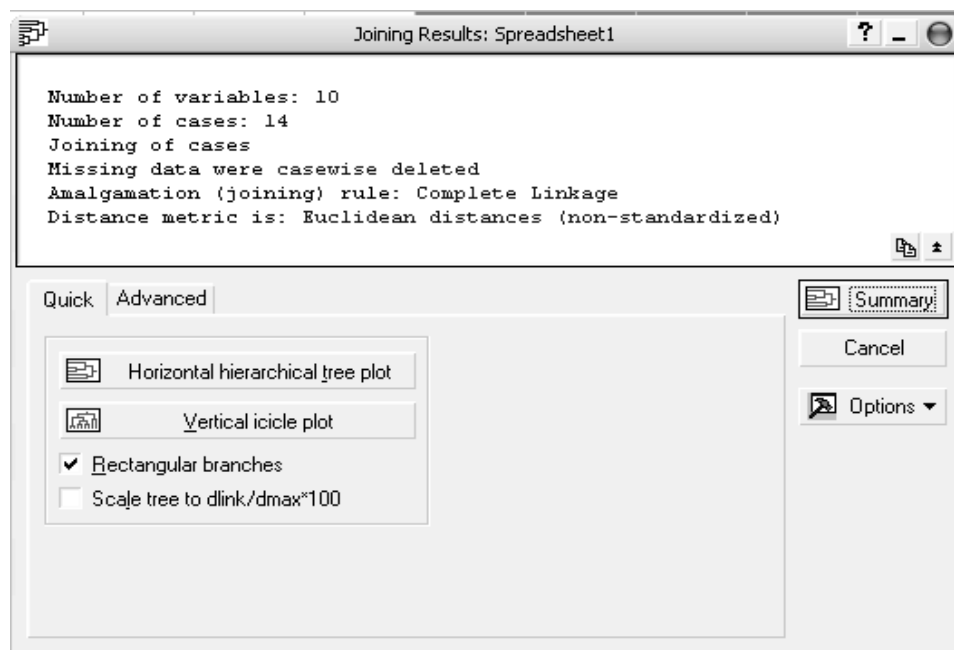 Joining Results: Spreadsheet1
?
Number of variables: 10
Number of cases: 14
Joining of cases
Missing data were casewise deleted
Amalgamation (joining) rule: Complete Linkage
Distance metric is: Euclidean distances (non-standardized)
Quick Advanced
Summary
Horizontal hierarchical tree plot
Cancel
Vertical icicle plot
Options
Rectangular branches
Scale tree to dlink/dmax*100